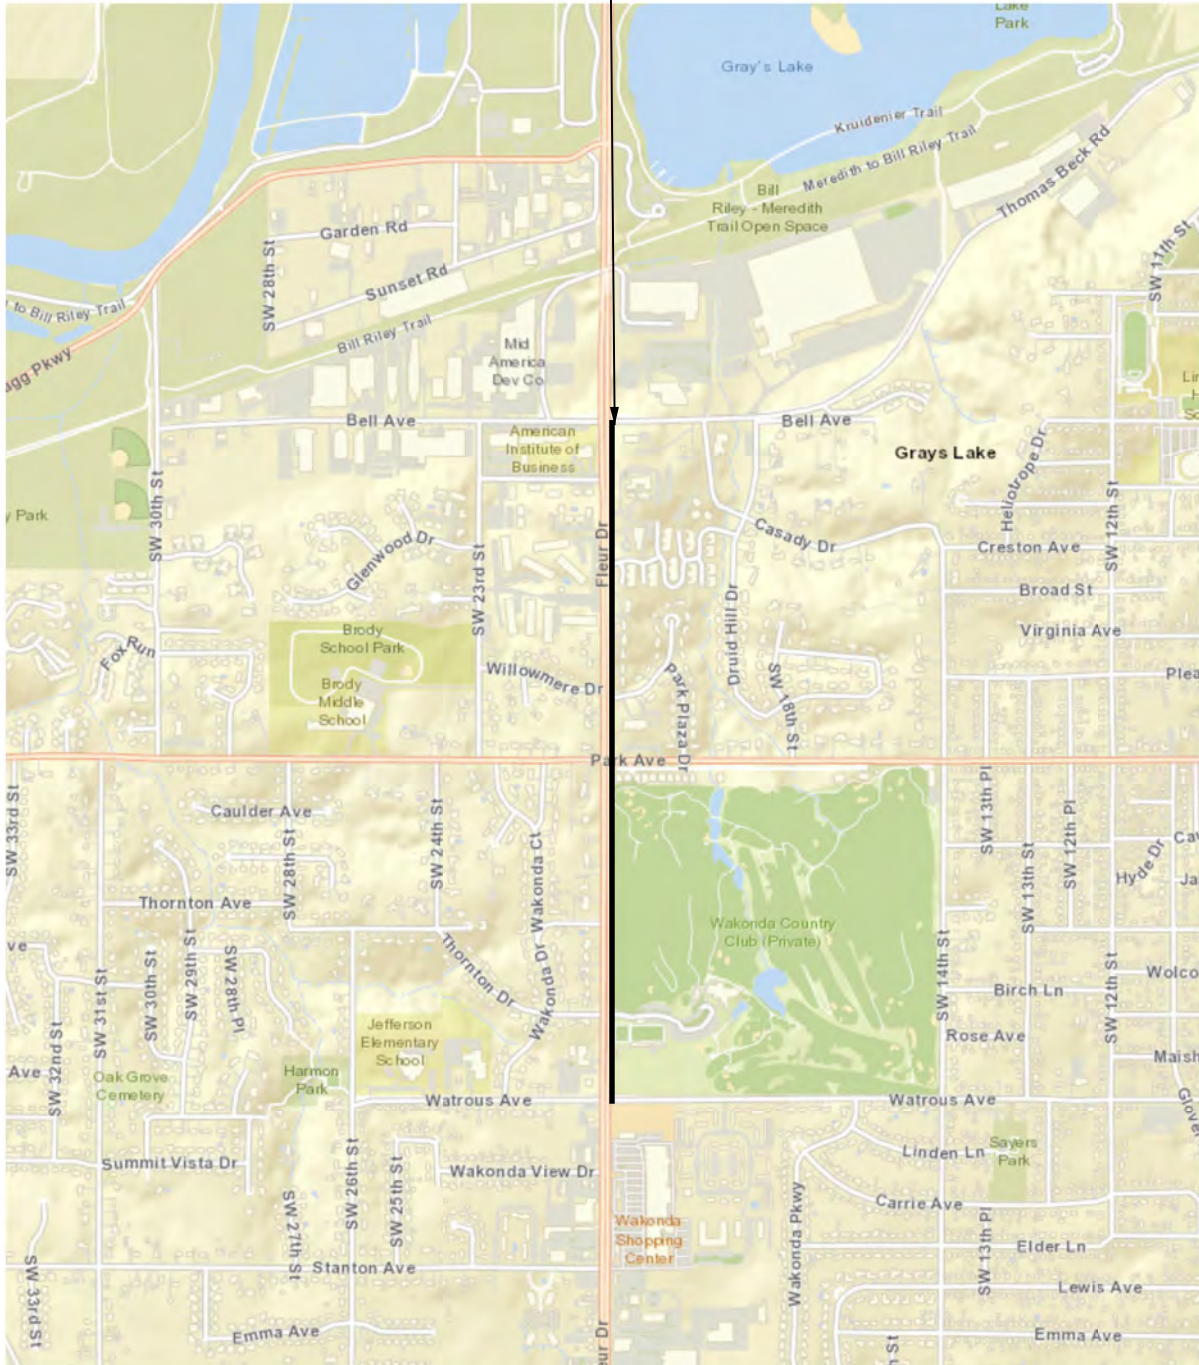 Lake
Park
Gray's Lake
Kruidenier Trail
Meredith to Bill Riley Trail
Thomas Beck Rd
Bill
Riley - Meredith
Trail Open Space
Garden Rd
SW 28th St
Sunset Rd
SW 11th St
to Bill Riley Trail
Bill Riley Trail
Mid
America
Dev Co
Pkwy
Bell Ave
Bell Ave
American
Institute of
Business
Grays Lake
Heliotrope Dr
SW 30th St
Park
Glenwood Dr
SW 23rd St
Fleur Dr
Casady Dr
Creston Ave
SW 12th St
Broad St
Druid Hill Dr
Virginia Ave
Brody
School Park
Fox Run
Brody
Middle
School
Willowmere Dr
Park Plaza Dr
SW 18th St
Park Ave
SW 33rd St
Caulder Ave
SW 28th St
SW 24th St
Wakonda Ct
SW 13th Pl
SW 12th Pl
SW 13th St
Hyde Dr
Thornton Ave
Wakonda Country
Club (Private)
SW 29th St
SW 28th Pl
SW 30th St
SW 31st St
Thornton Dr
Wakonda Dr
SW 14th St
SW 12th St
Birch Ln
Jefferson
Elementary
School
SW 32nd St
Rose Ave
Ave
Oak Grove
Cemetery
Harmon
Park
Watrous Ave
Watrous Ave
Summit Vista Dr
SW 26th St
SW 25th St
Wakonda View Dr
Linden Ln
Sayers
Park
SW 27th St
Carrie Ave
Wakonda Pkwy
Wakonda
Shopping
Center
SW 13th Pl
Elder Ln
SW 33rd St
Stanton Ave
Lewis Ave
Emma Ave
Emma Ave